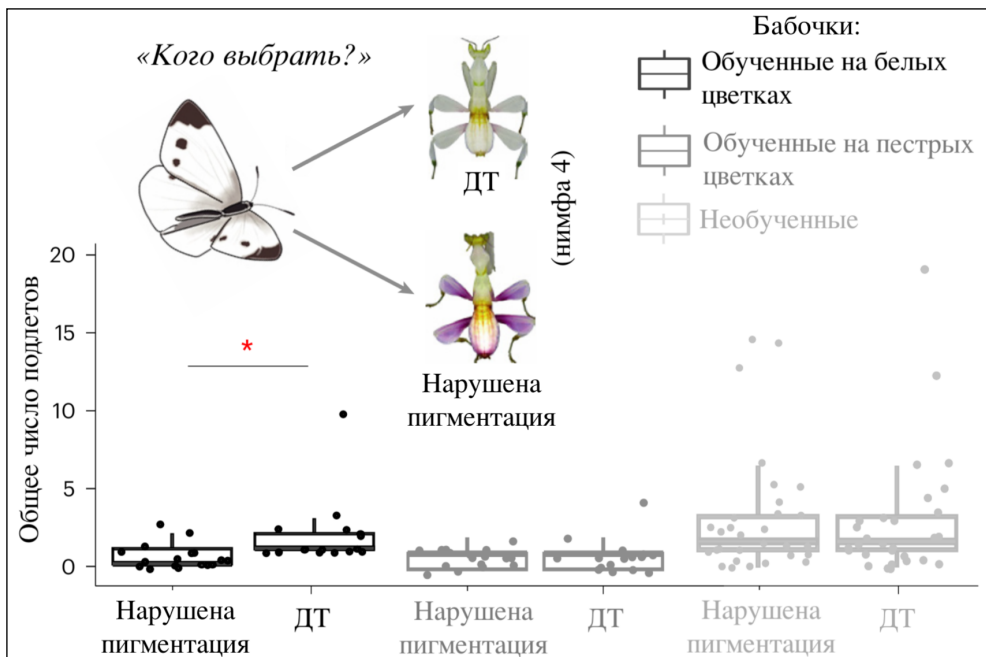 «Кого выбрать?»
ДТ
(нимфа 4)
Нарушена
пигментация
Бабочки:
Обученные на белых
цветках
Обученные на пестрых
цветках
Необученные
Общее число подлетов
20
15
10
5
0
*
Нарушена
пигментация
ДТ
Нарушена
пигментация
ДТ
Нарушена
пигментация
ДТ